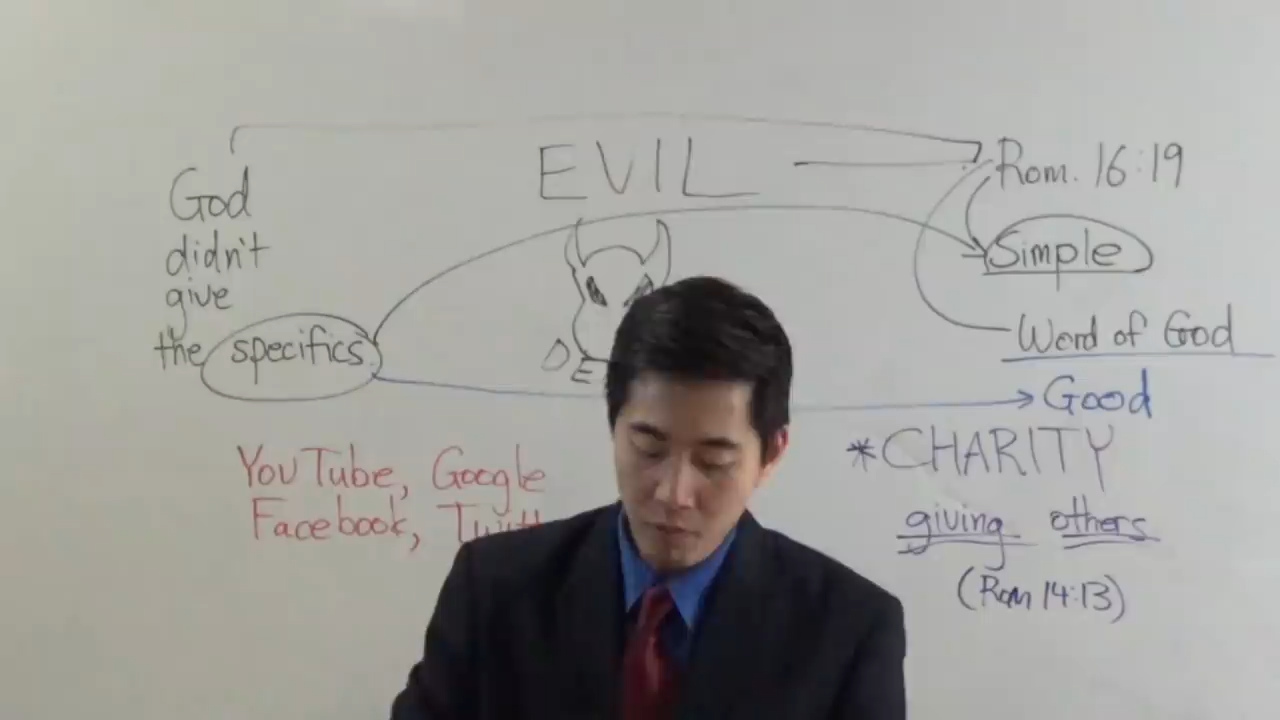 God
didn't
give
the specifics.
EVIL
D
E
YouTube, Google
Facebook,
Rom. 16:19
Simple
Word of God
Good
*CHARITY
giving others
(Rom 14:13)